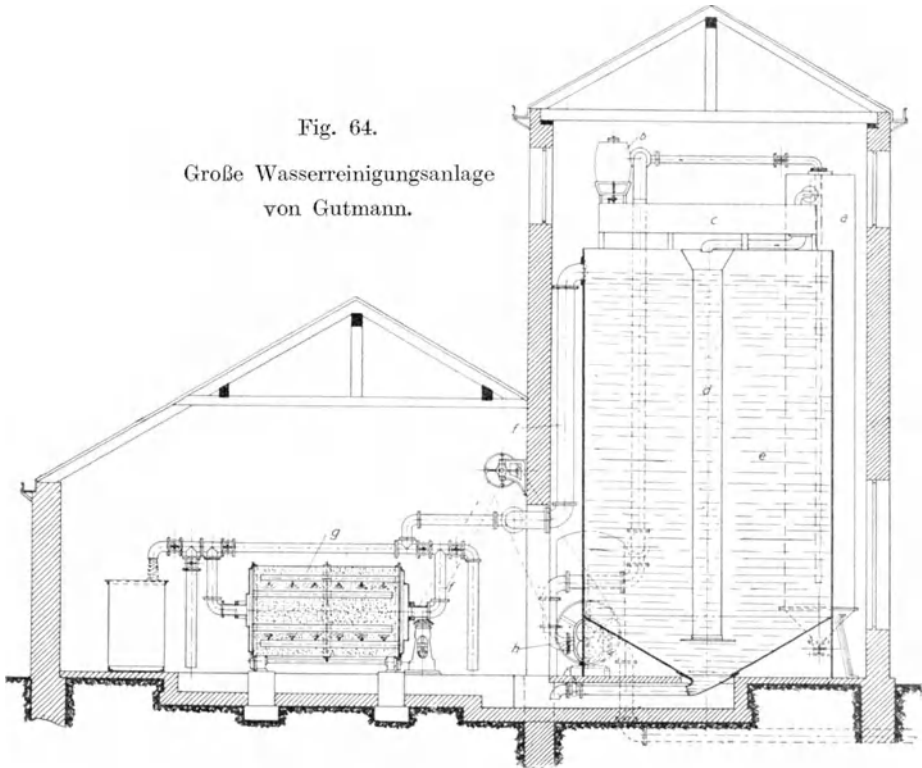 Fig. 64.
Große Wasserreinigungsanlage
von Gutmann.
b
c
a
d
f
e
g
h